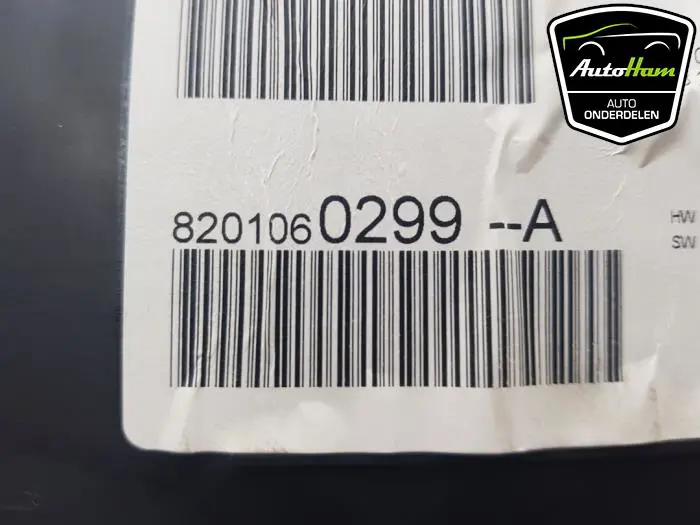 AutoHam
AUTO
ONDERDELEN
8201060299 --A
HW
SW